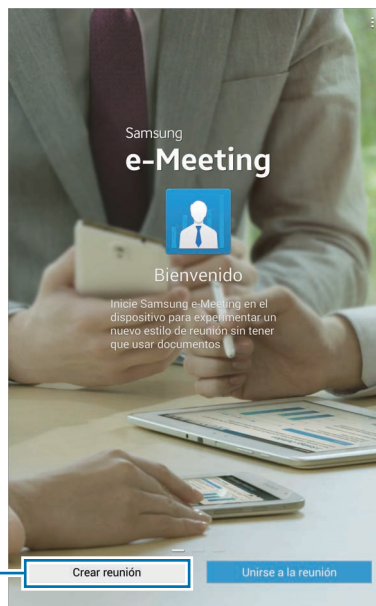 Samsung
e-Meeting
Bienvenido
Inicie Samsung e-Meeting en el
dispositivo para experimentar un
nuevo estilo de reunión sin tener
que usar documentos
Crear reunión
Unirse a la reunión